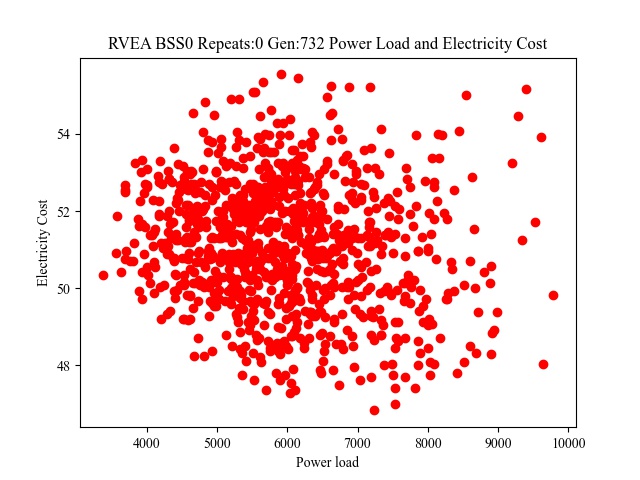 RVEA BSS0 Repeats:0 Gen:732 Power Load and Electricity Cost
Electricity Cost
54
52
50
48
4000 5000 6000 7000 8000 9000 10000
Power load